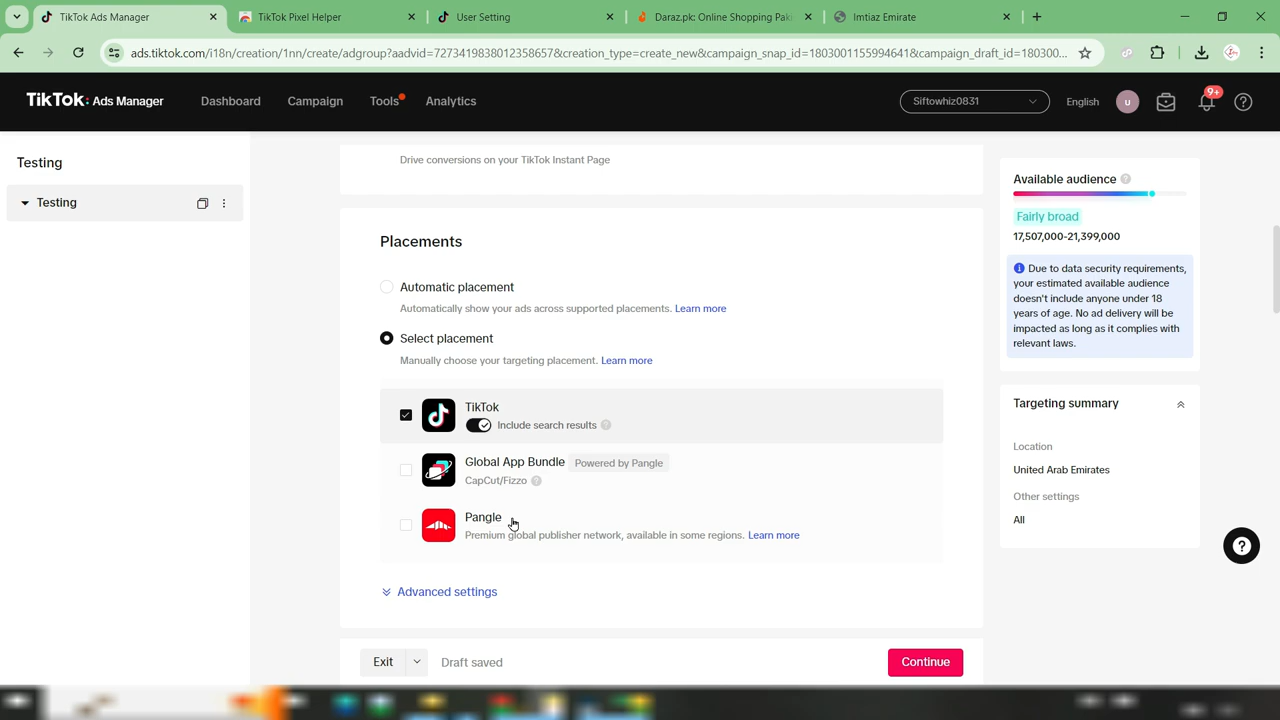 TikTok Ads Manager
TikTok Pixel Helper
User Setting
Daraz.pk: Online Shopping Pak
Imtiaz Emirate
ads.tiktok.com/i18n/creation/1nn/create/adgroup?aadvid=7273419838012358657&creation_type=create_new&campaign_snap_id=1803001155994641&campaign_draft_id=180300...
TikTok: Ads Manager
Dashboard
Campaign
Tools
Analytics
Siftowhiz0831
English
U
9+
Testing
Testing
Drive conversions on your TikTok Instant Page
Placements
Automatic placement
Automatically show your ads across supported placements. Learn more
Select placement
Manually choose your targeting placement. Learn more
TikTok
Include search results
Global App Bundle Powered by Pangle
CapCut/Fizzo
Pangle
Premium global publisher network, available in some regions. Learn more
Advanced settings
Exit
Draft saved
Continue
Available audience
Fairly broad
17,507,000-21,399,000
Due to data security requirements,
your estimated available audience
doesn't include anyone under 18
years of age. No ad delivery will be
impacted as long as it complies with
relevant laws.
Targeting summary
Location
United Arab Emirates
Other settings
All